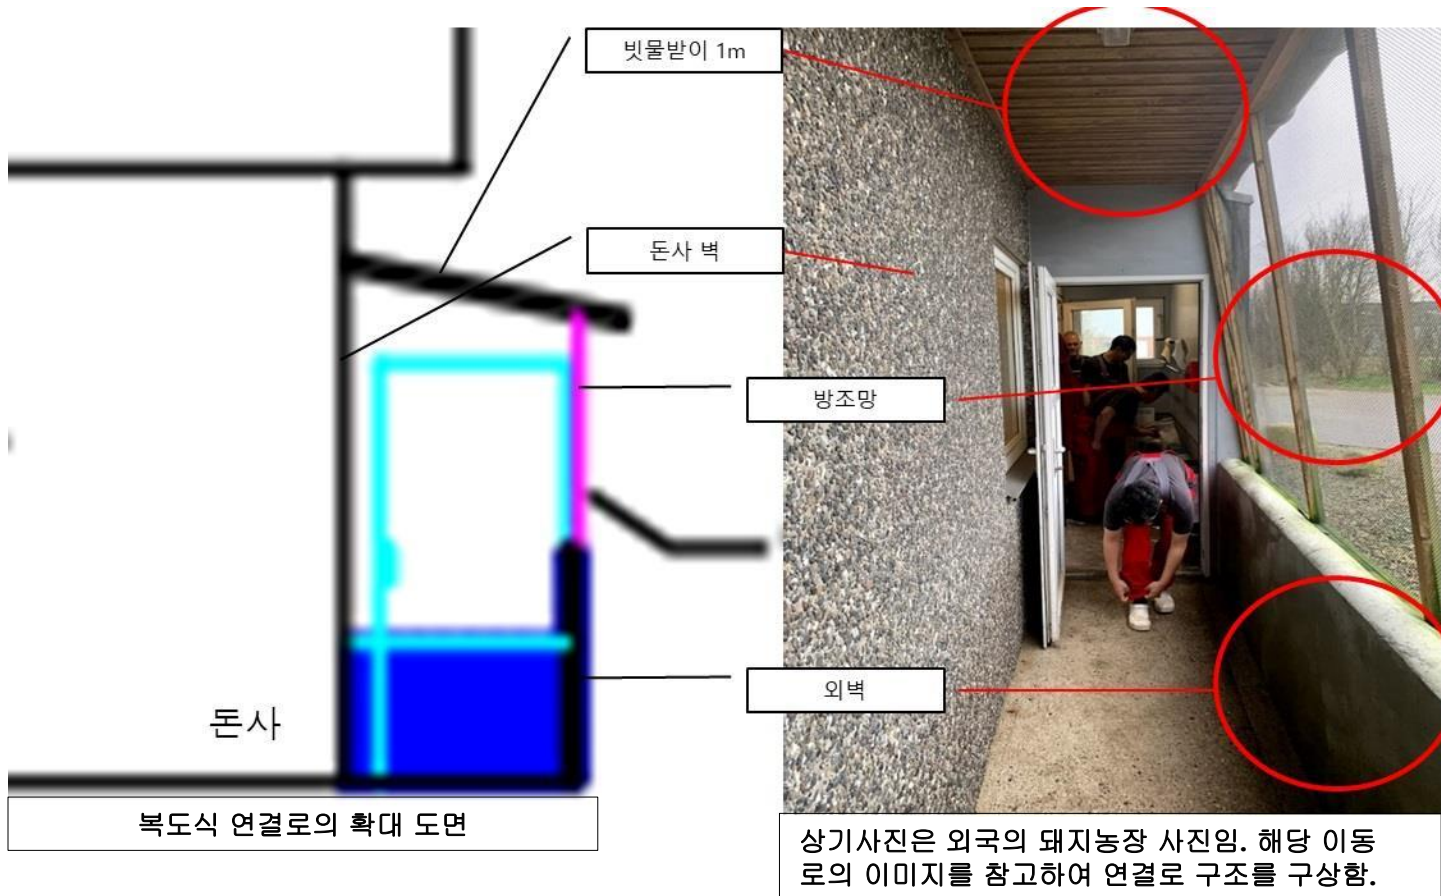 빗물받이 1m
돈사 벽
방조망
외벽
돈사
복도식 연결로의 확대 도면
상기사진은 외국의 돼지농장 사진임. 해당 이동
로의 이미지를 참고하여 연결로 구조를 구상함.